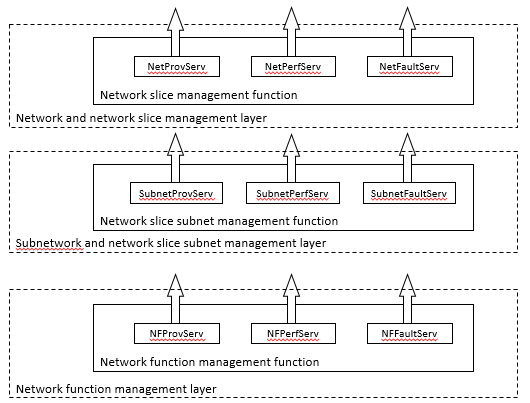 NetProvServ NetPerfServ NetFaultServ
Network slice management function
Network and network slice management layer
SubnetProvServ SubnetPerfServ SubnetFaultServ
Network slice subnet management function
Subnetwork and network slice subnet management layer
NFProvServ NFPerfServ NFFaultServ
Network function management function
Network function management layer